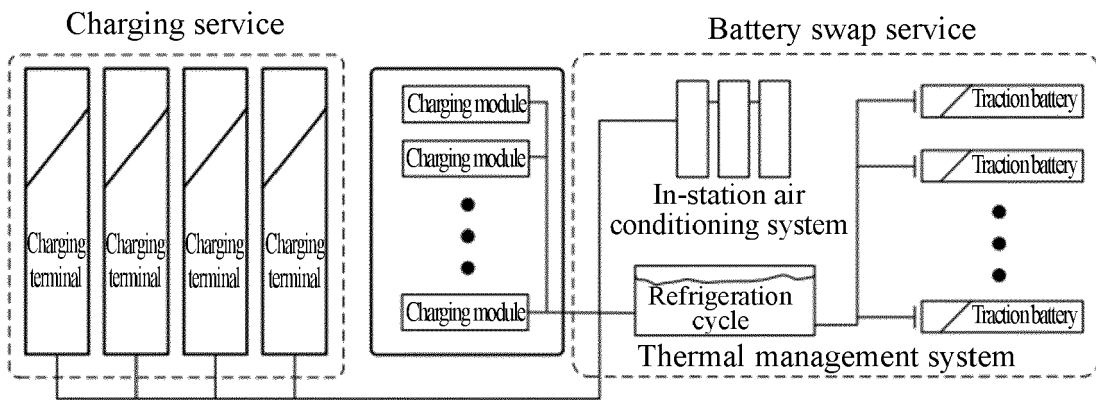 Charging service
Charging
terminal
Charging
terminal
Charging
terminal
Charging
terminal
Charging module
Charging module
Charging module
Battery swap service
In-station air
conditioning system
Refrigeration
cycle
Thermal management system
Traction battery
Traction battery
Traction battery